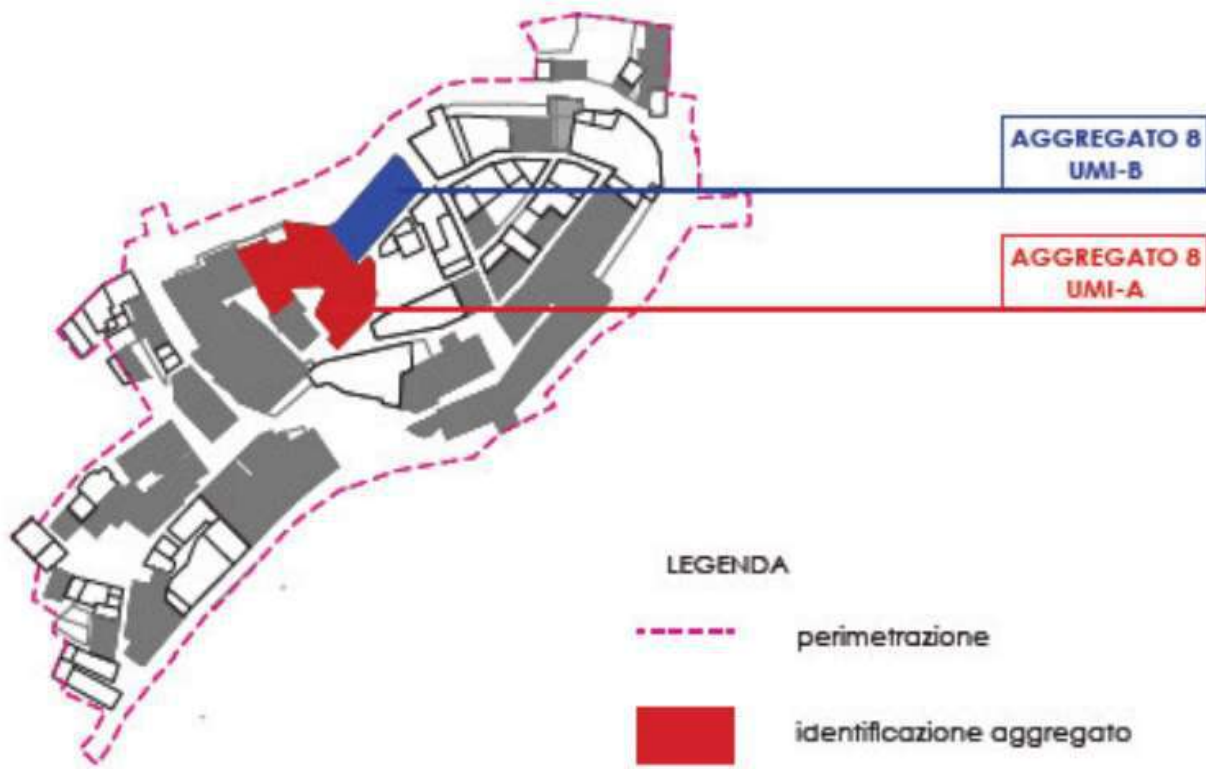 AGGREGATO 8
UMI-B
AGGREGATO 8
UMI-A
LEGENDA
perimetrazione
identificazione aggregato